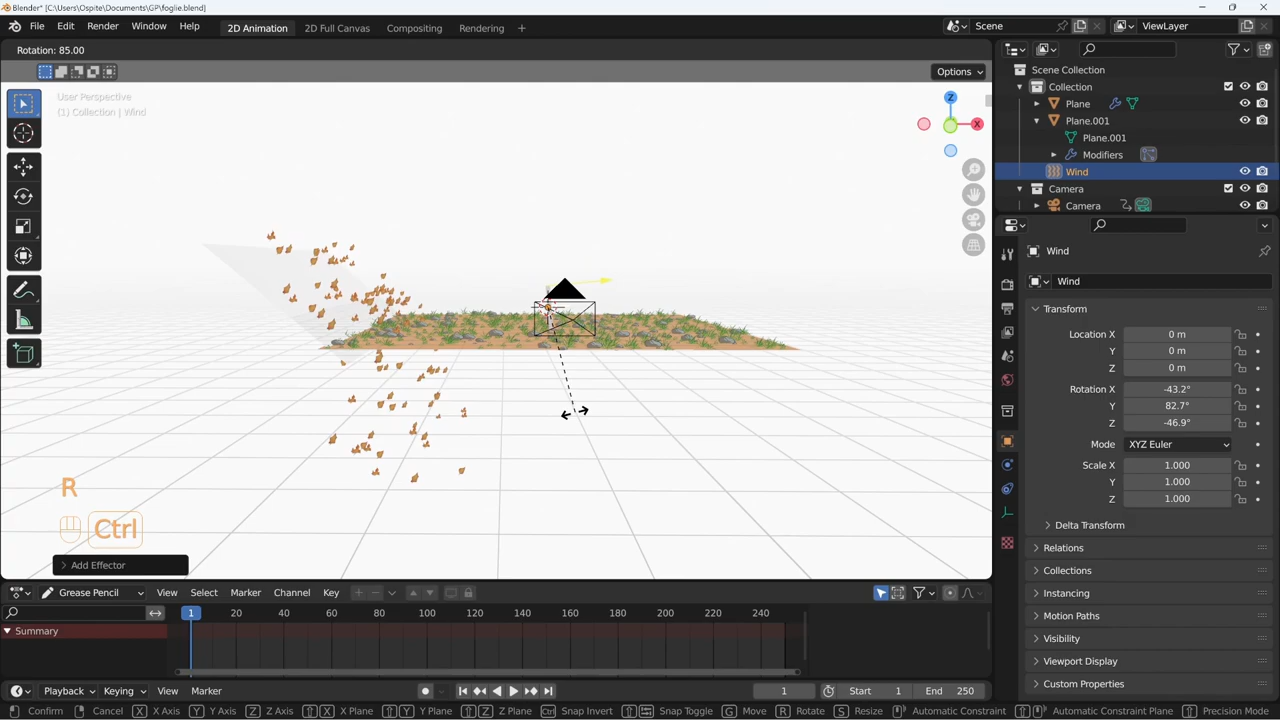 Blender* [C:\Users\Ospite\Documents\GP\foglie.blend]
File Edit Render Window Help 2D Animation 2D Full Canvas Compositing Rendering + Scene ViewLayer
Rotation: 85.00
Options
User Perspective
(1) Collection | Wind
Z
X
Scene Collection
Collection
Plane
Plane.001
Plane.001
Modifiers
Wind
Camera
Camera
Wind
Wind
Transform
Location X 0 m
Y 0 m
Z 0 m
Rotation X -43.2°
Y 82.7°
Z -46.9°
Mode XYZ Euler
Scale X 1.000
Y 1.000
Z 1.000
Delta Transform
Relations
Collections
Instancing
Motion Paths
Visibility
Viewport Display
Custom Properties
R
Ctrl
Add Effector
Grease Pencil View Select Marker Channel Key
1 20 40 60 80 100 120 140 160 180 200 220 240
Summary
Playback Keying View Marker 1 Start 1 End 250
Confirm Cancel X X Axis Y Y Axis Z Z Axis X X Plane Y Y Plane Z Z Plane Ctrl Snap Invert Snap Toggle G Move R Rotate S Resize Automatic Constraint Automatic Constraint Plane Precision Mode